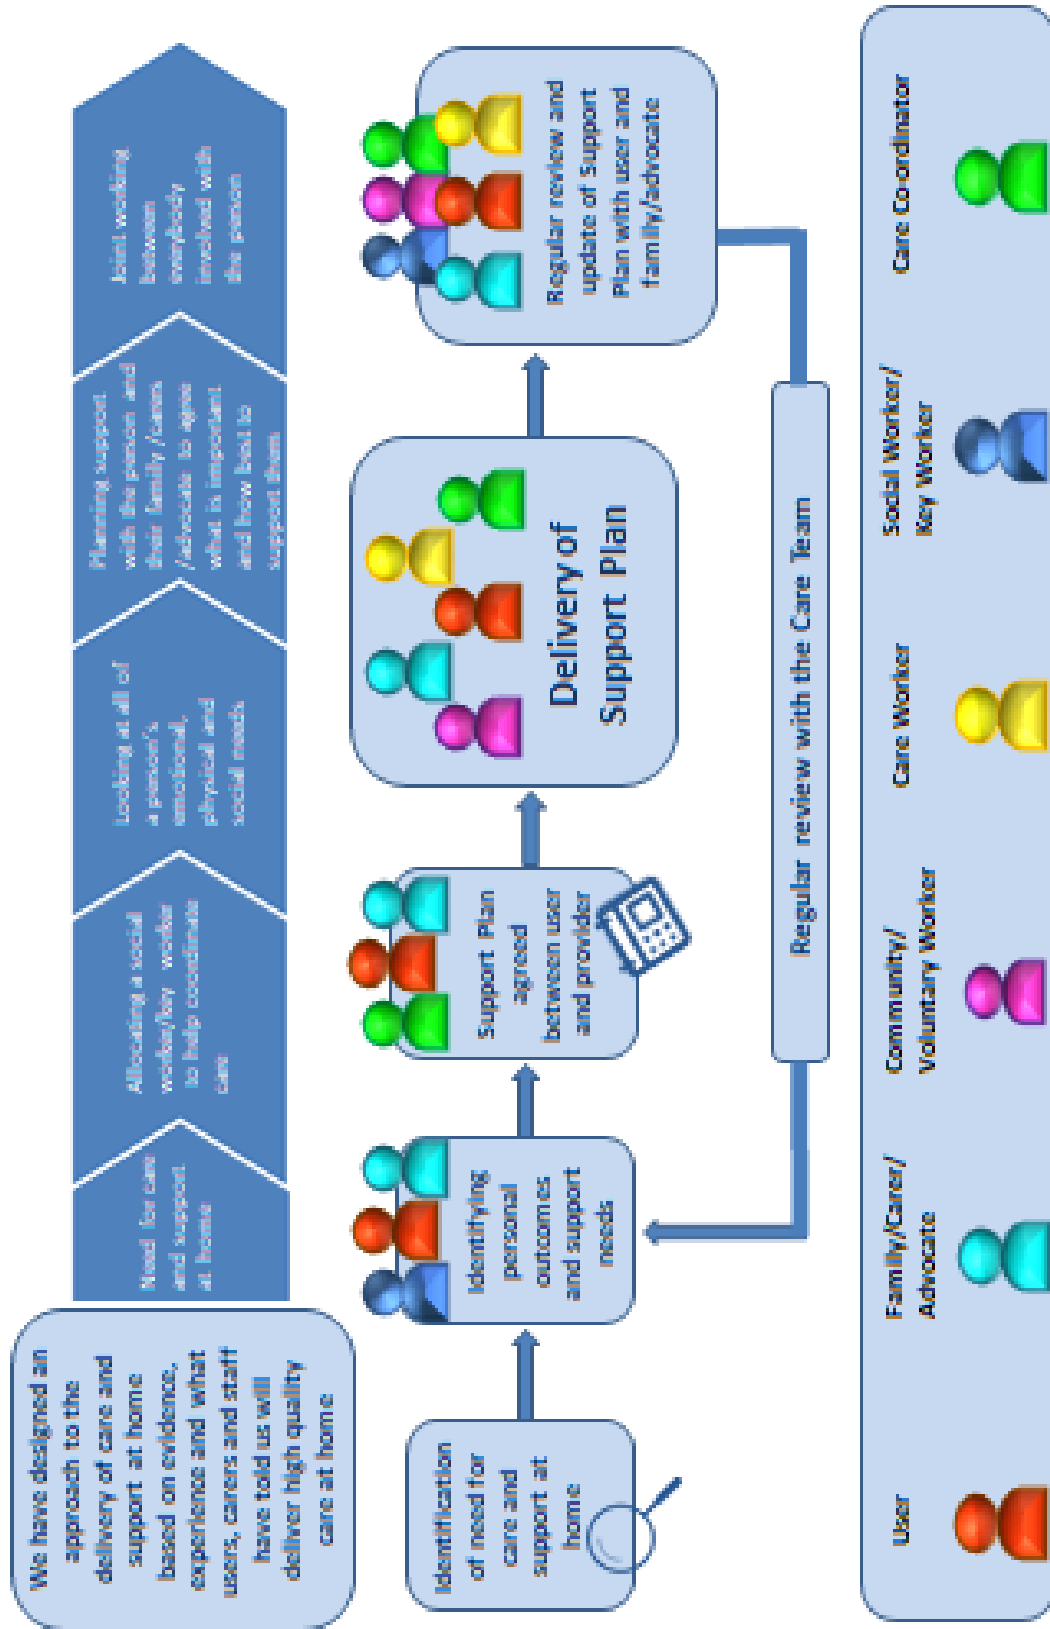 We have designed an
approach to the
delivery of care and
support at home
based on evidence,
experience and what
users, carers and staff
have told us will
deliver high quality
care at home
Need for care
and support
at home
Allocating a social
worker/key worker
to help coordinate
care
Looking at all of
a person's
emotional,
physical and
social needs
Planning support
with the person and
their family /carers
/advocate to agree
what is important
and how best to
support them
Joint working
between
everybody
involved with
the person
Identification
of need for
care and
support at
home
Identifying
personal
outcomes
and support
needs
Support Plan
agreed
between user
and provider
Delivery of
Support Plan
Regular review and
update of Support
Plan with user and
family/advocate
Regular review with the Care Team
User
Family/Carer/
Advocate
Community/
Voluntary Worker
Care Worker
Social Worker/
Key Worker
Care Co-ordinator